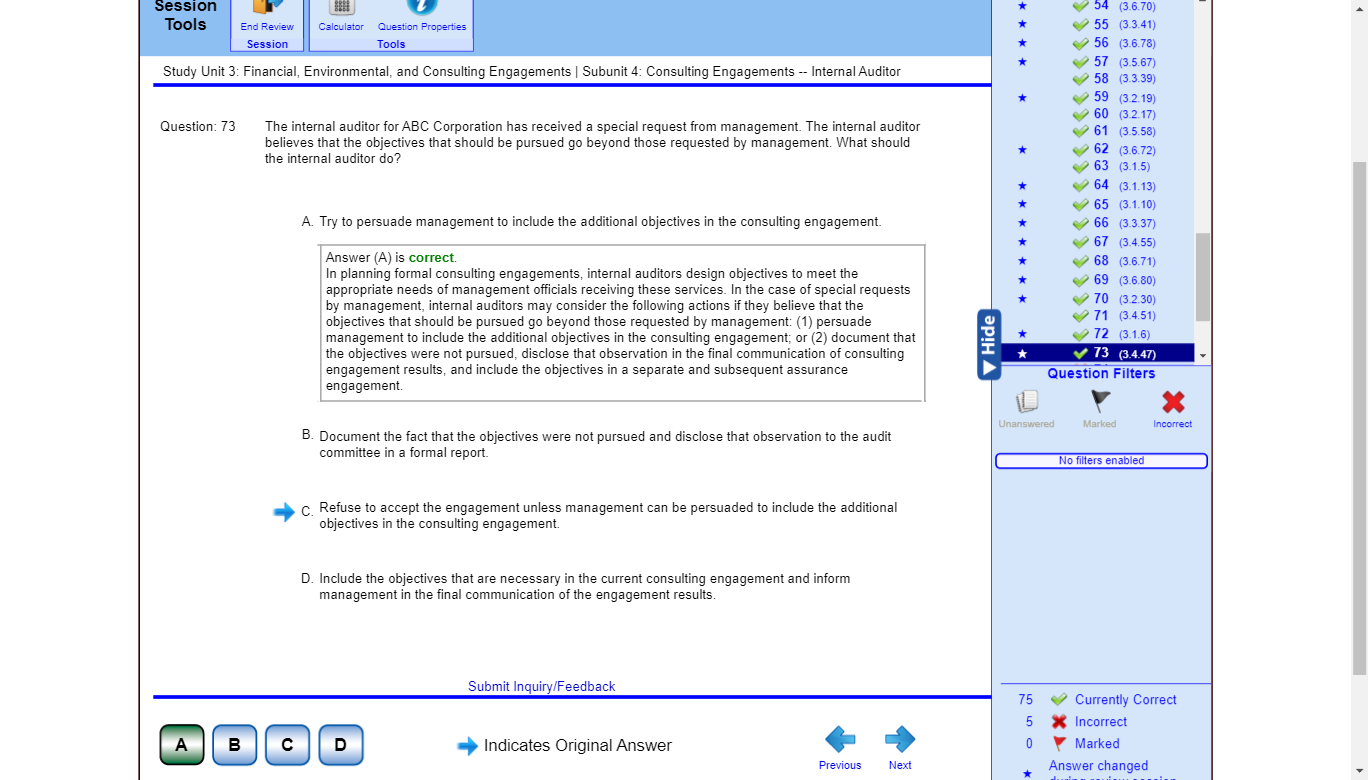 Session
Tools
End Review
Session
Calculator
Question Properties
Tools
Study Unit 3: Financial, Environmental, and Consulting Engagements | Subunit 4: Consulting Engagements -- Internal Auditor
Question: 73
The internal auditor for ABC Corporation has received a special request from management. The internal auditor
believes that the objectives that should be pursued go beyond those requested by management. What should
the internal auditor do?
A. Try to persuade management to include the additional objectives in the consulting engagement.
Answer (A) is correct.
In planning formal consulting engagements, internal auditors design objectives to meet the
appropriate needs of management officials receiving these services. In the case of special requests
by management, internal auditors may consider the following actions if they believe that the
objectives that should be pursued go beyond those requested by management: (1) persuade
management to include the additional objectives in the consulting engagement; or (2) document that
the objectives were not pursued, disclose that observation in the final communication of consulting
engagement results, and include the objectives in a separate and subsequent assurance
engagement.
B. Document the fact that the objectives were not pursued and disclose that observation to the audit
committee in a formal report.
C. Refuse to accept the engagement unless management can be persuaded to include the additional
objectives in the consulting engagement.
D. Include the objectives that are necessary in the current consulting engagement and inform
management in the final communication of the engagement results.
Submit Inquiry/Feedback
A
B
C
D
Indicates Original Answer
Previous
Next
54 (3.6.70)
55 (3.3.41)
56 (3.6.78)
57 (3.5.67)
58 (3.3.39)
59 (3.2.19)
60 (3.2.17)
61 (3.5.58)
62 (3.6.72)
63 (3.1.5)
64 (3.1.13)
65 (3.1.10)
66 (3.3.37)
67 (3.4.55)
68 (3.6.71)
69 (3.6.80)
70 (3.2.30)
71 (3.4.51)
72 (3.1.6)
73 (3.4.47)
Hide
Question Filters
Unanswered
Marked
Incorrect
No filters enabled
75 Currently Correct
5 Incorrect
0 Marked
Answer changed
during review session